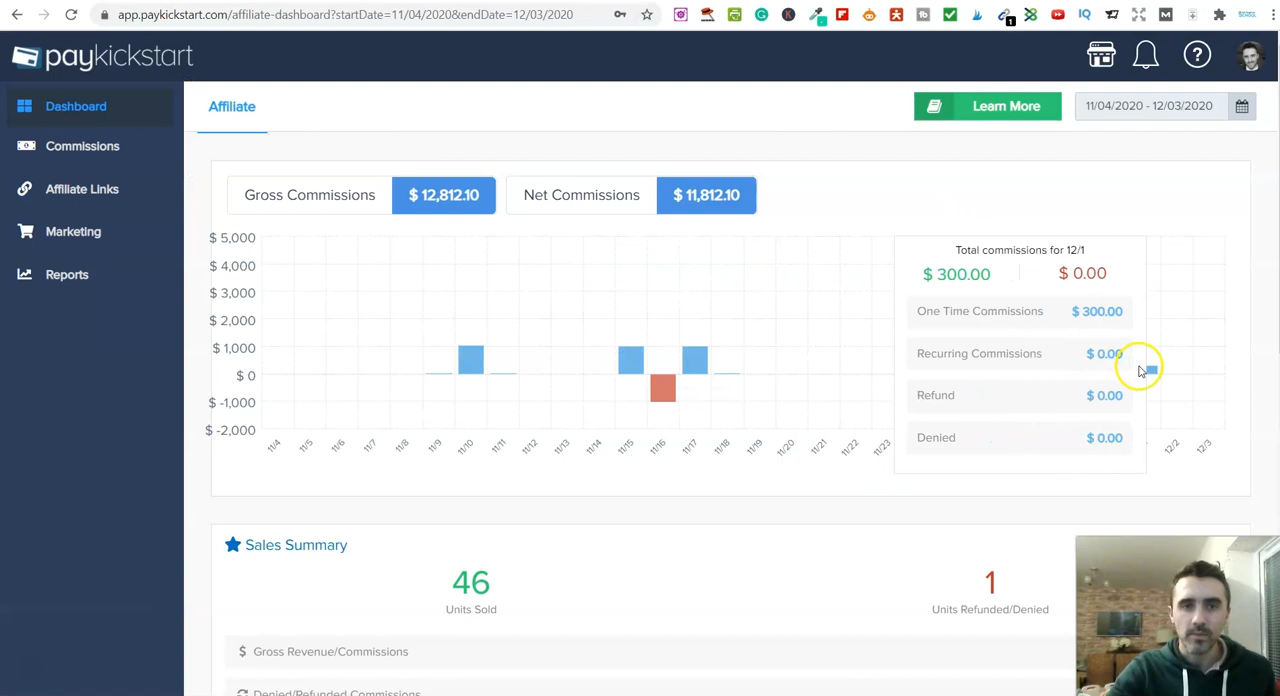 app.paykickstart.com/affiliate-dashboard?startDate=11/04/2020&endDate=12/03/2020
paykickstart
Dashboard
Commissions
Affiliate Links
Marketing
Reports
Affiliate
Learn More
11/04/2020 - 12/03/2020
Gross Commissions
$ 12,812.10
Net Commissions
$ 11,812.10
$ 5,000
$ 4,000
$ 3,000
$ 2,000
$ 1,000
$ 0
$ -1,000
$ -2,000
11/4 11/5 11/6 11/7 11/8 11/9 11/10 11/11 11/12 11/13 11/14 11/15 11/16 11/17 11/18 11/19 11/20 11/21 11/22 11/23 12/2 12/3
Total commissions for 12/1
$ 300.00 $ 0.00
One Time Commissions $ 300.00
Recurring Commissions $ 0.00
Refund $ 0.00
Denied $ 0.00
Sales Summary
46
Units Sold
1
Units Refunded/Denied
$ Gross Revenue/Commissions
Denied/Refunded Commissions